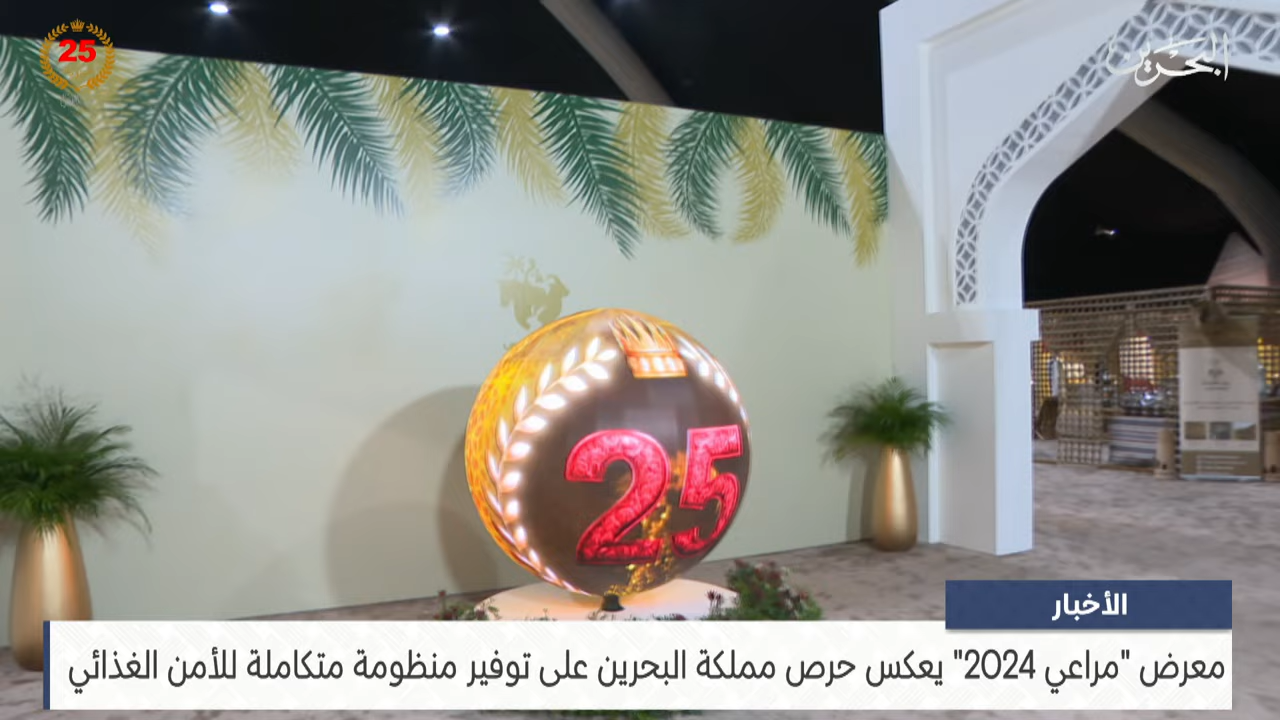 25
البحرين
25
الأخبار
معرض "مراعي 2024" يعكس حرص مملكة البحرين على توفير منظومة متكاملة للأمن الغذائي